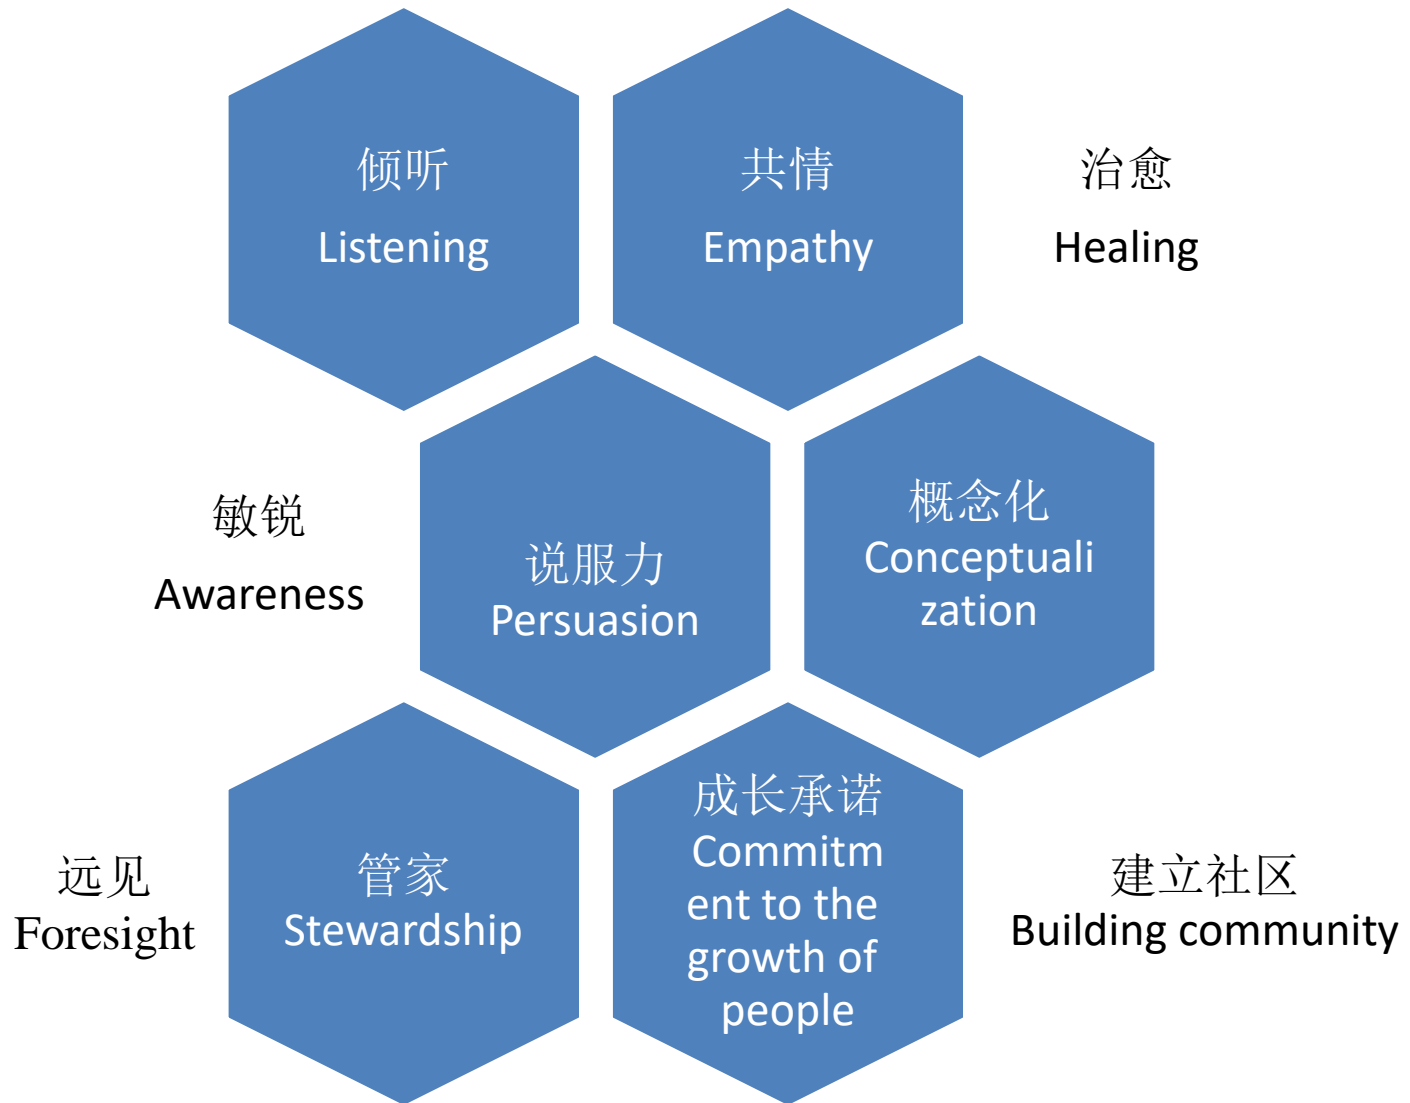 倾听
Listening
共情
Empathy
治愈
Healing
敏锐
Awareness
说服力
Persuasion
概念化
Conceptuali
zation
远见
Foresight
管家
Stewardship
成长承诺
Commitm
ent to the
growth of
people
建立社区
Building community